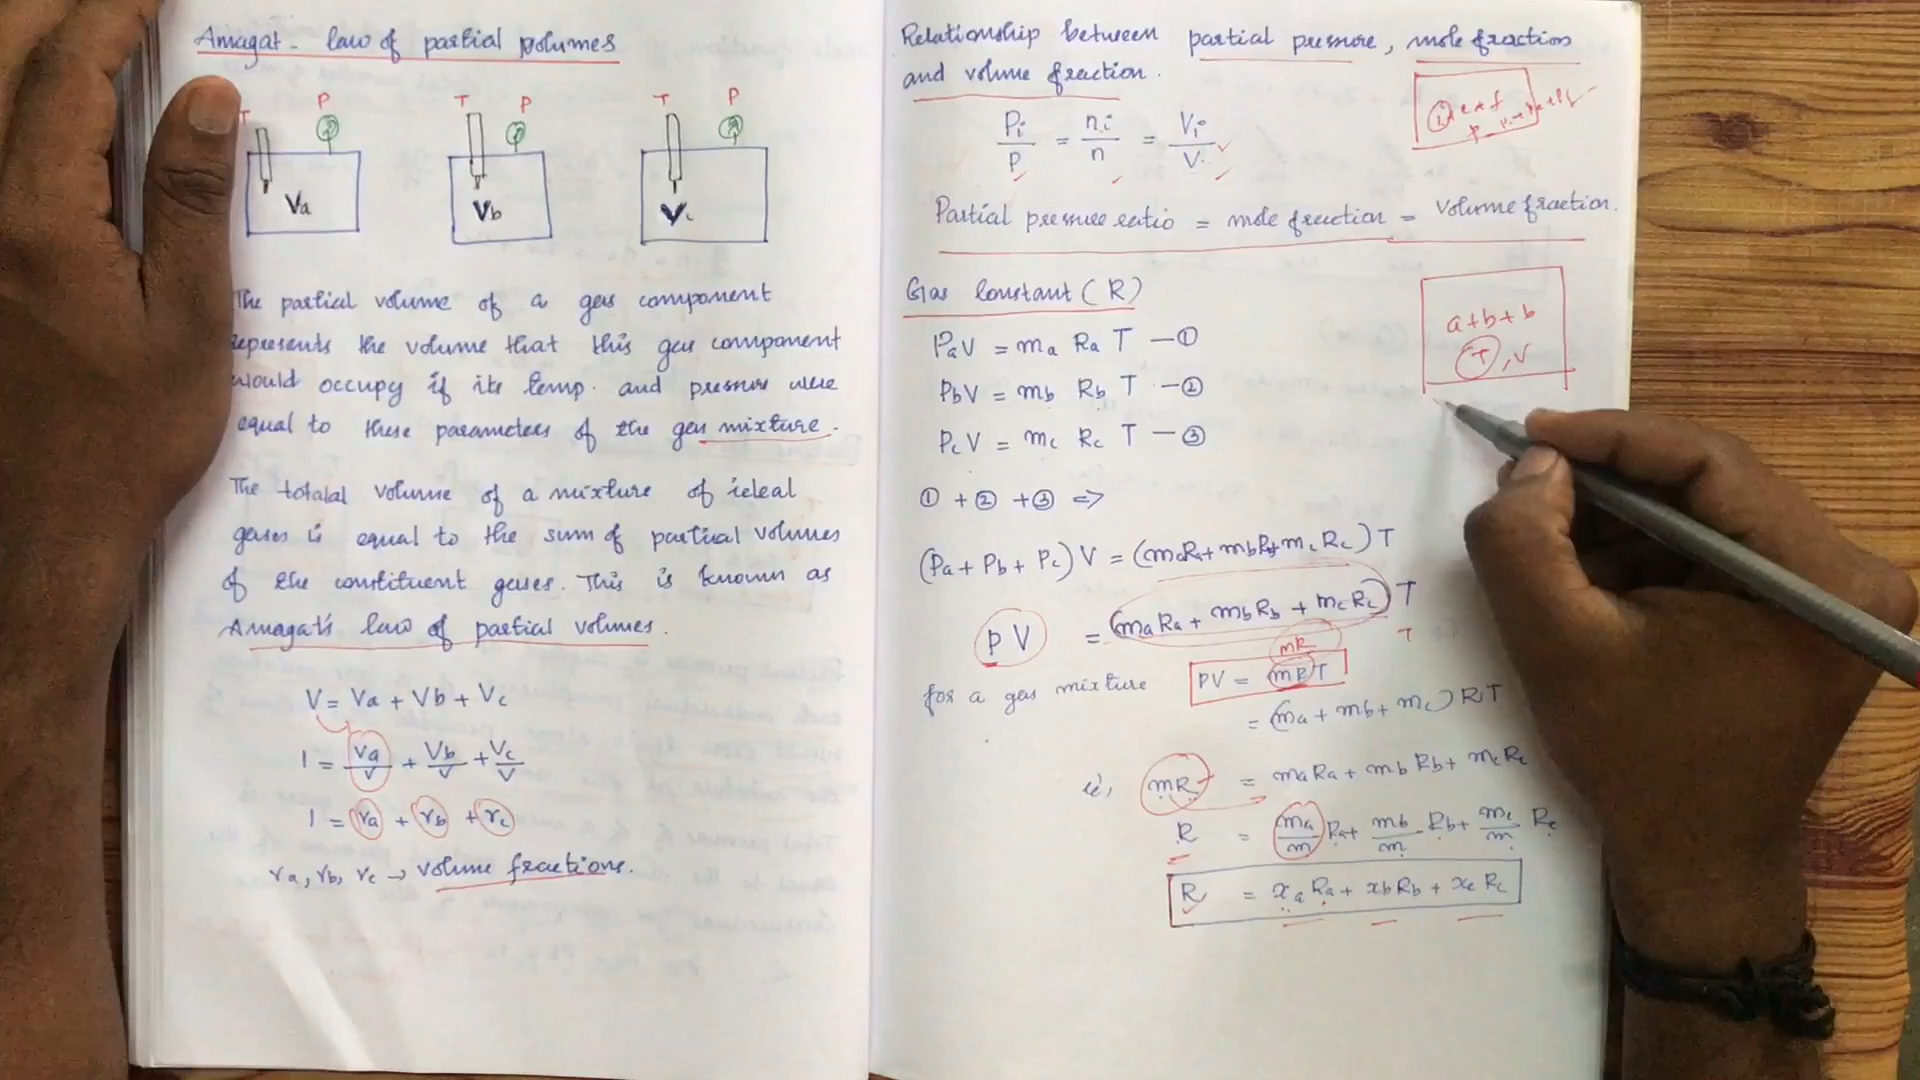 Amagat - law of partial volumes
T P T P T P
Va Vb Vc
The partial volume of a gas component
represents the volume that this gas component
would occupy if its temp. and pressure were
equal to these parameters of the gas mixture.
The totalal volume of a mixture of ideal
gases is equal to the sum of partial volumes
of the constituent gases. This is known as
Amagat's law of partial volumes.
V = Va + Vb + Vc
1 = Va/V + Vb/V + Vc/V
1 = ra + rb + rc
ra, rb, rc → volume fractions.
Relationship between partial pressure, mole fraction
and volume fraction.
Pi/P = ni/n = Vi/V
Partial pressure ratio = mole fraction = Volume fraction.
Gas Constant (R)
a+b+b
T, V
PaV = ma Ra T —①
PbV = mb Rb T —②
PcV = mc Rc T —③
① + ② + ③ =>
(Pa + Pb + Pc) V = (maRa + mbRb + mc Rc) T
PV = (maRa + mbRb + mcRc) T
mR T
for a gas mixture PV = mRT
= (ma + mb + mc) RT
ie, mR = maRa + mbRb + mcRc
R = ma/m Ra + mb/m Rb + mc/m Rc
R = xa Ra + xb Rb + xc Rc